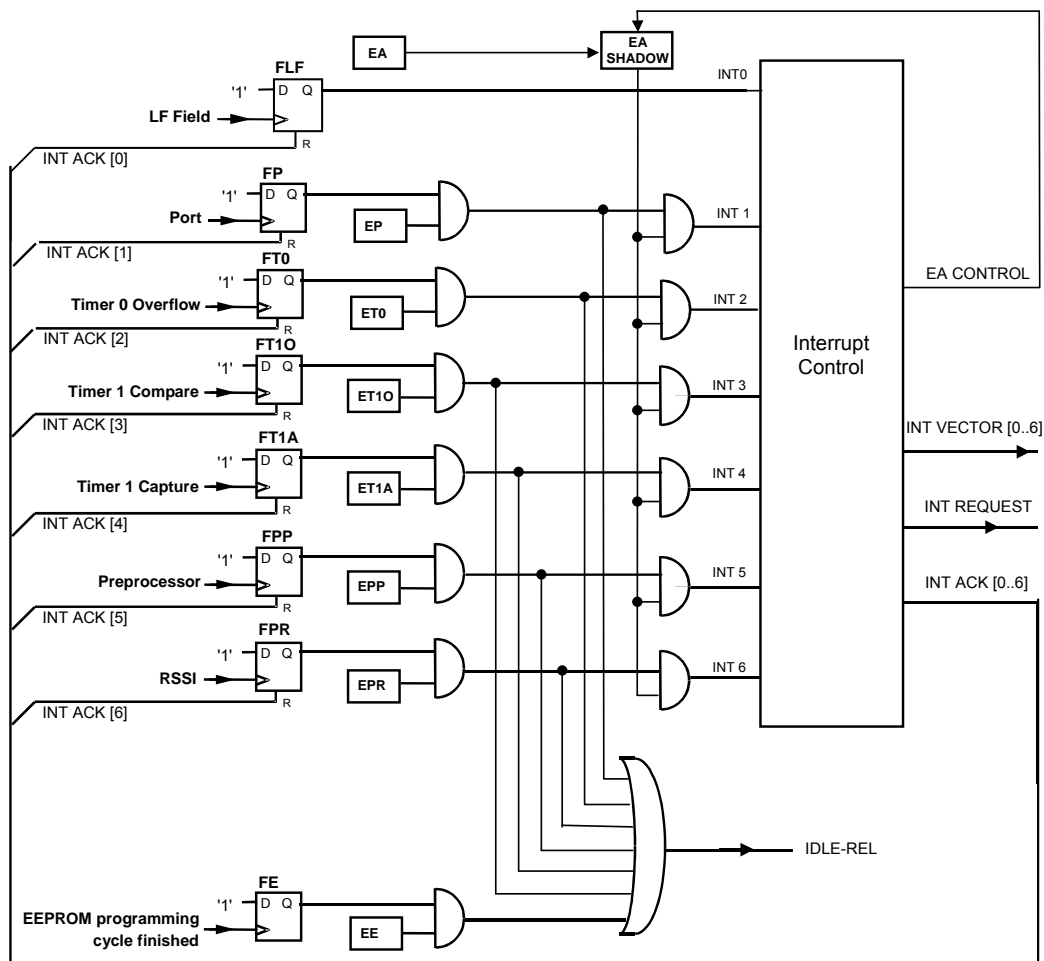 EA
EA
SHADOW
FLF
'1'
D Q
INT0
LF Field
R
INT ACK [0]
FP
'1'
D Q
Port
EP
INT 1
R
INT ACK [1]
FT0
'1'
D Q
EA CONTROL
Timer 0 Overflow
ET0
INT 2
R
INT ACK [2]
FT1O
Interrupt
Control
'1'
D Q
Timer 1 Compare
ET1O
INT 3
R
INT ACK [3]
FT1A
INT VECTOR [0..6]
'1'
D Q
Timer 1 Capture
ET1A
INT 4
R
INT REQUEST
INT ACK [4]
FPP
'1'
D Q
Preprocessor
EPP
INT 5
INT ACK [0..6]
R
INT ACK [5]
FPR
'1'
D Q
RSSI
EPR
INT 6
R
INT ACK [6]
IDLE-REL
FE
'1'
D Q
EEPROM programming
cycle finished
EE